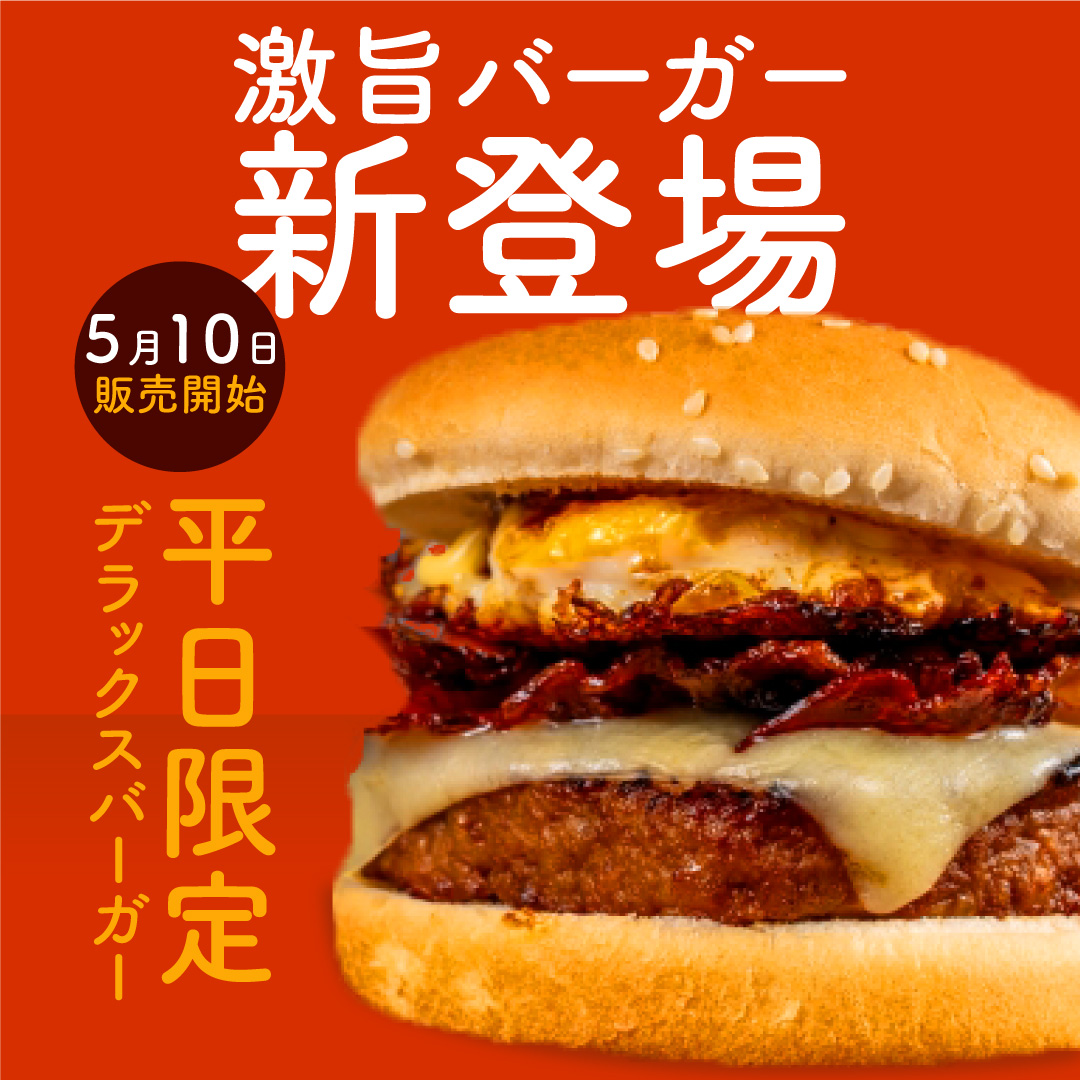 激旨バーガー
新登場
5月10日
販売開始
平日限定
デラックスバーガー